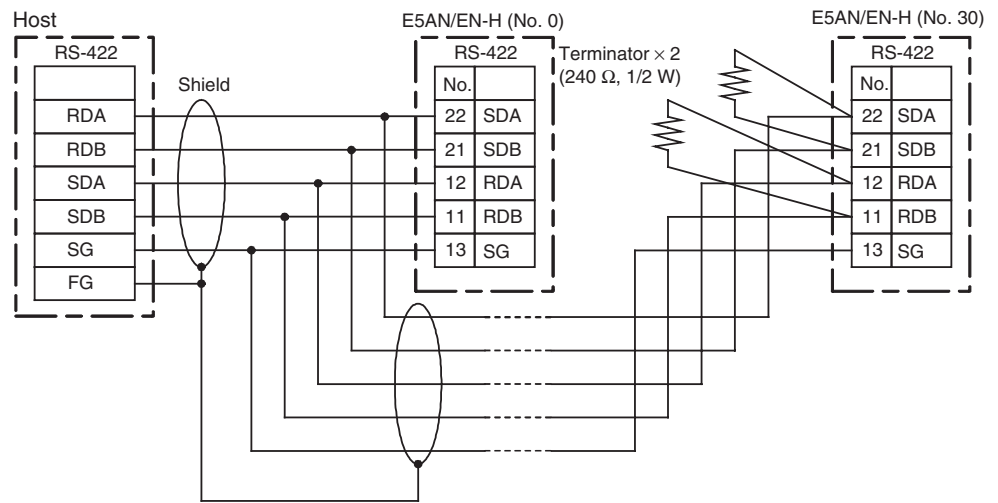 Host
E5AN/EN-H (No. 0)
E5AN/EN-H (No. 30)
RS-422
RS-422
Terminator × 2
(240 Ω, 1/2 W)
RS-422
Shield
No.
No.
RDA
22 SDA
22 SDA
RDB
21 SDB
21 SDB
SDA
12 RDA
12 RDA
SDB
11 RDB
11 RDB
SG
13 SG
13 SG
FG